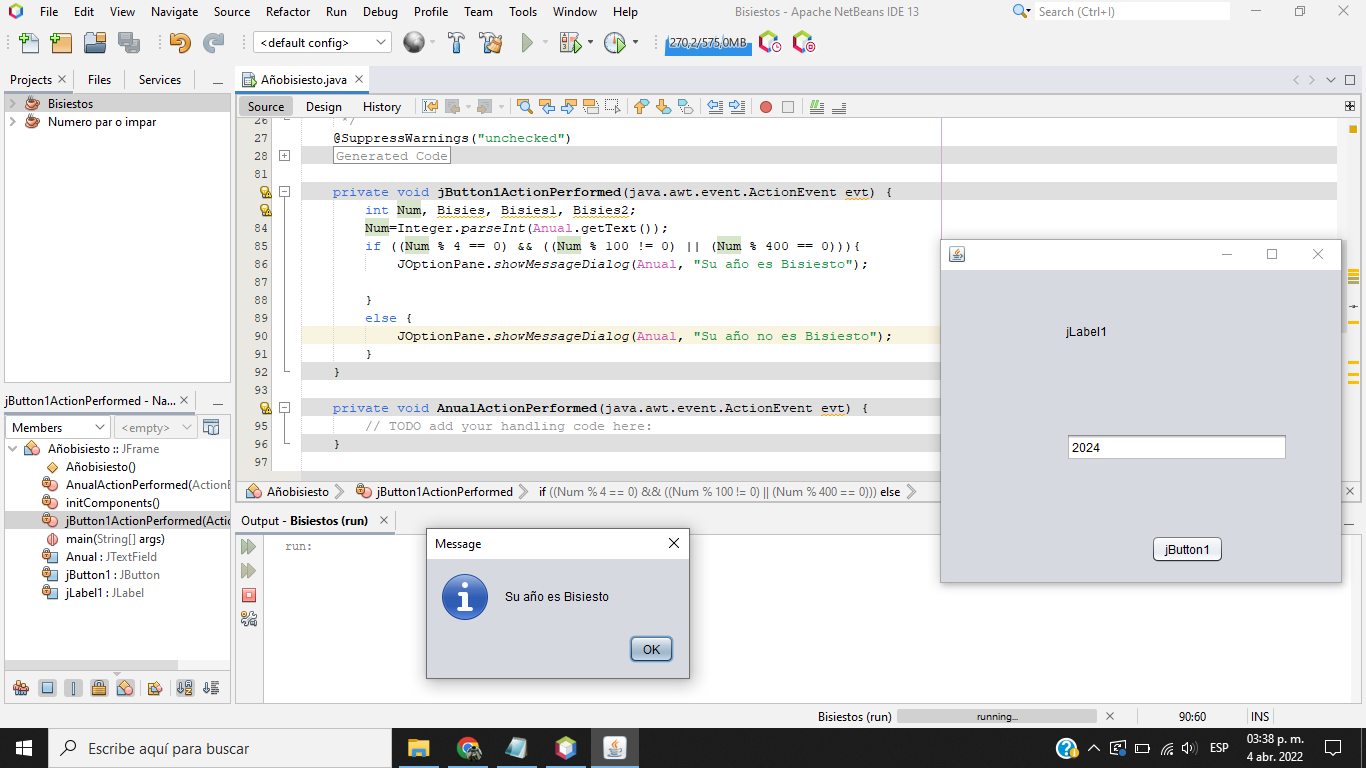 File Edit View Navigate Source Refactor Run Debug Profile Team Tools Window Help
Bisiestos - Apache NetBeans IDE 13
Search (Ctrl+I)
<default config>
270,2/575,0MB
Projects
Files
Services
Añobisiesto.java
Bisiestos
Numero par o impar
Source
Design
History
26 */
27 @SuppressWarnings("unchecked")
28 Generated Code
81
private void jButton1ActionPerformed(java.awt.event.ActionEvent evt) {
int Num, Bisies, Bisies1, Bisies2;
84 Num=Integer.parseInt(Anual.getText());
85 if ((Num % 4 == 0) && ((Num % 100 != 0) || (Num % 400 == 0))){
86 JOptionPane.showMessageDialog(Anual, "Su año es Bisiesto");
87
88 }
89 else {
90 JOptionPane.showMessageDialog(Anual, "Su año no es Bisiesto");
91 }
92 }
93
private void AnualActionPerformed(java.awt.event.ActionEvent evt) {
95 // TODO add your handling code here:
96 }
97
jLabel1
2024
jButton1
jButton1ActionPerformed - Na...
Members
<empty>
Añobisiesto :: JFrame
Añobisiesto()
AnualActionPerformed(ActionE
initComponents()
jButton1ActionPerformed(Actio
main(String[] args)
Anual : JTextField
jButton1 : JButton
jLabel1 : JLabel
Añobisiesto
jButton1ActionPerformed
if ((Num % 4 == 0) && ((Num % 100 != 0) || (Num % 400 == 0))) else
Output - Bisiestos (run)
run:
Message
Su año es Bisiesto
OK
Bisiestos (run)
running...
90:60
INS
Escribe aquí para buscar
ESP
03:38 p. m.
4 abr. 2022